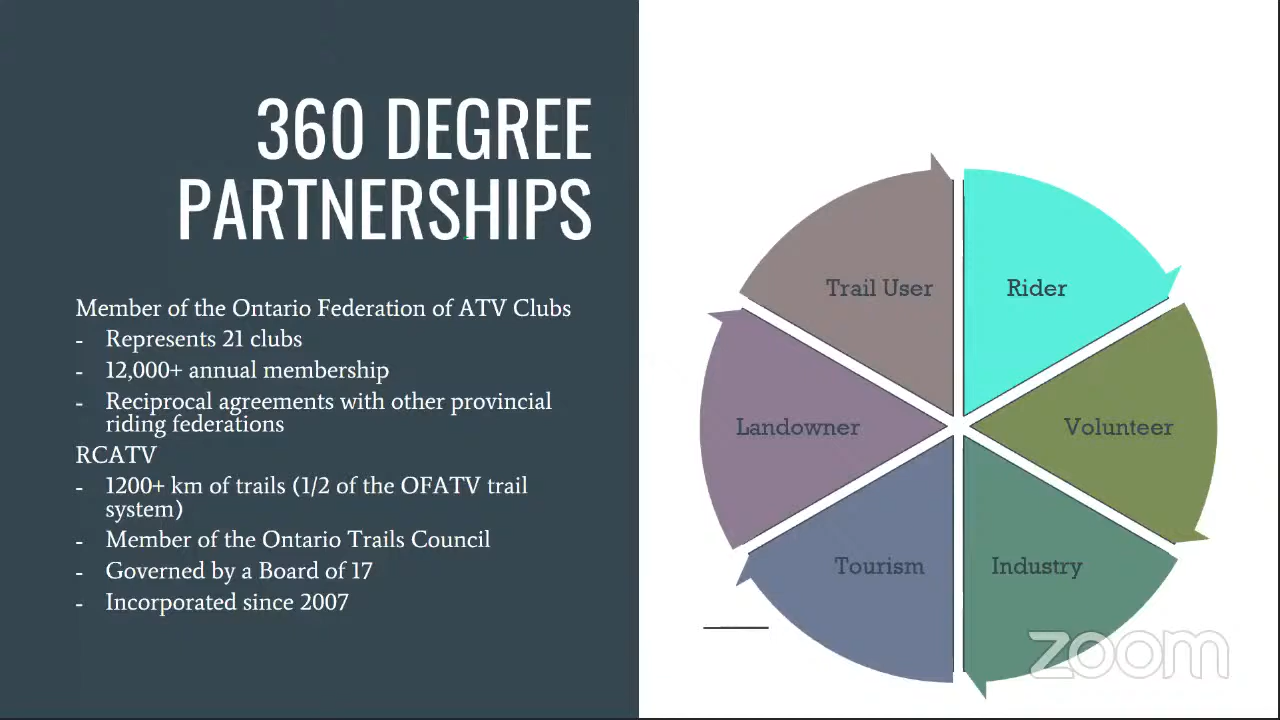 360 DEGREE
PARTNERSHIPS
Member of the Ontario Federation of ATV Clubs
- Represents 21 clubs
- 12,000+ annual membership
- Reciprocal agreements with other provincial
riding federations
RCATV
- 1200+ km of trails (1/2 of the OFATV trail
system)
- Member of the Ontario Trails Council
- Governed by a Board of 17
- Incorporated since 2007
Trail User
Rider
Landowner
Volunteer
Tourism
Industry
zoom